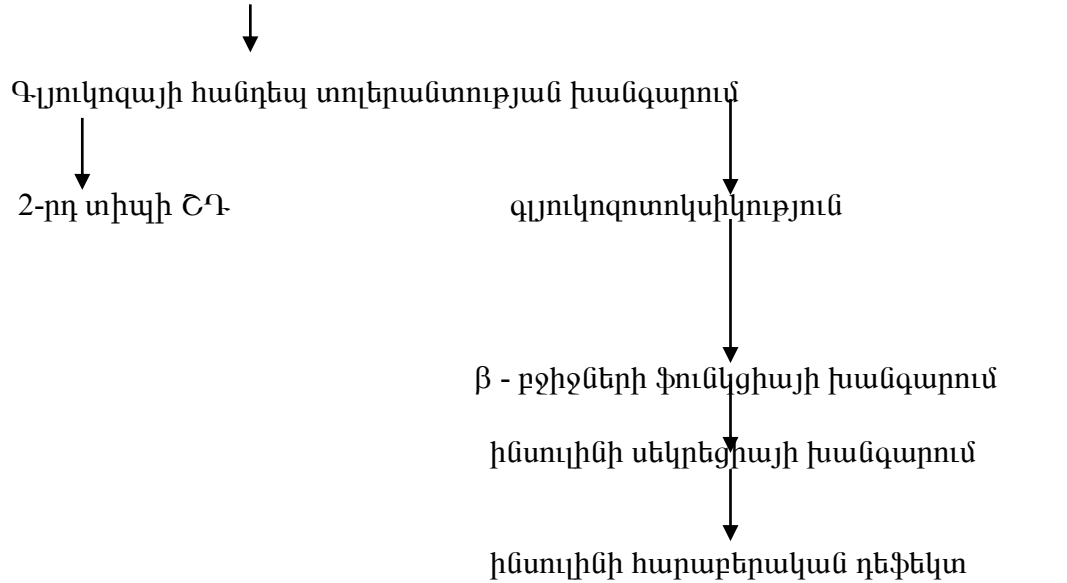 Գլյուկոզայի հանդեպ տոլերանտության խանգարում
2-րդ տիպի ՇԴ
գլյուկոզոտոկսիկություն
β - բջիջների ֆունկցիայի խանգարում
ինսուլինի սեկրեցիայի խանգարում
ինսուլինի հարաբերական դեֆեկտ